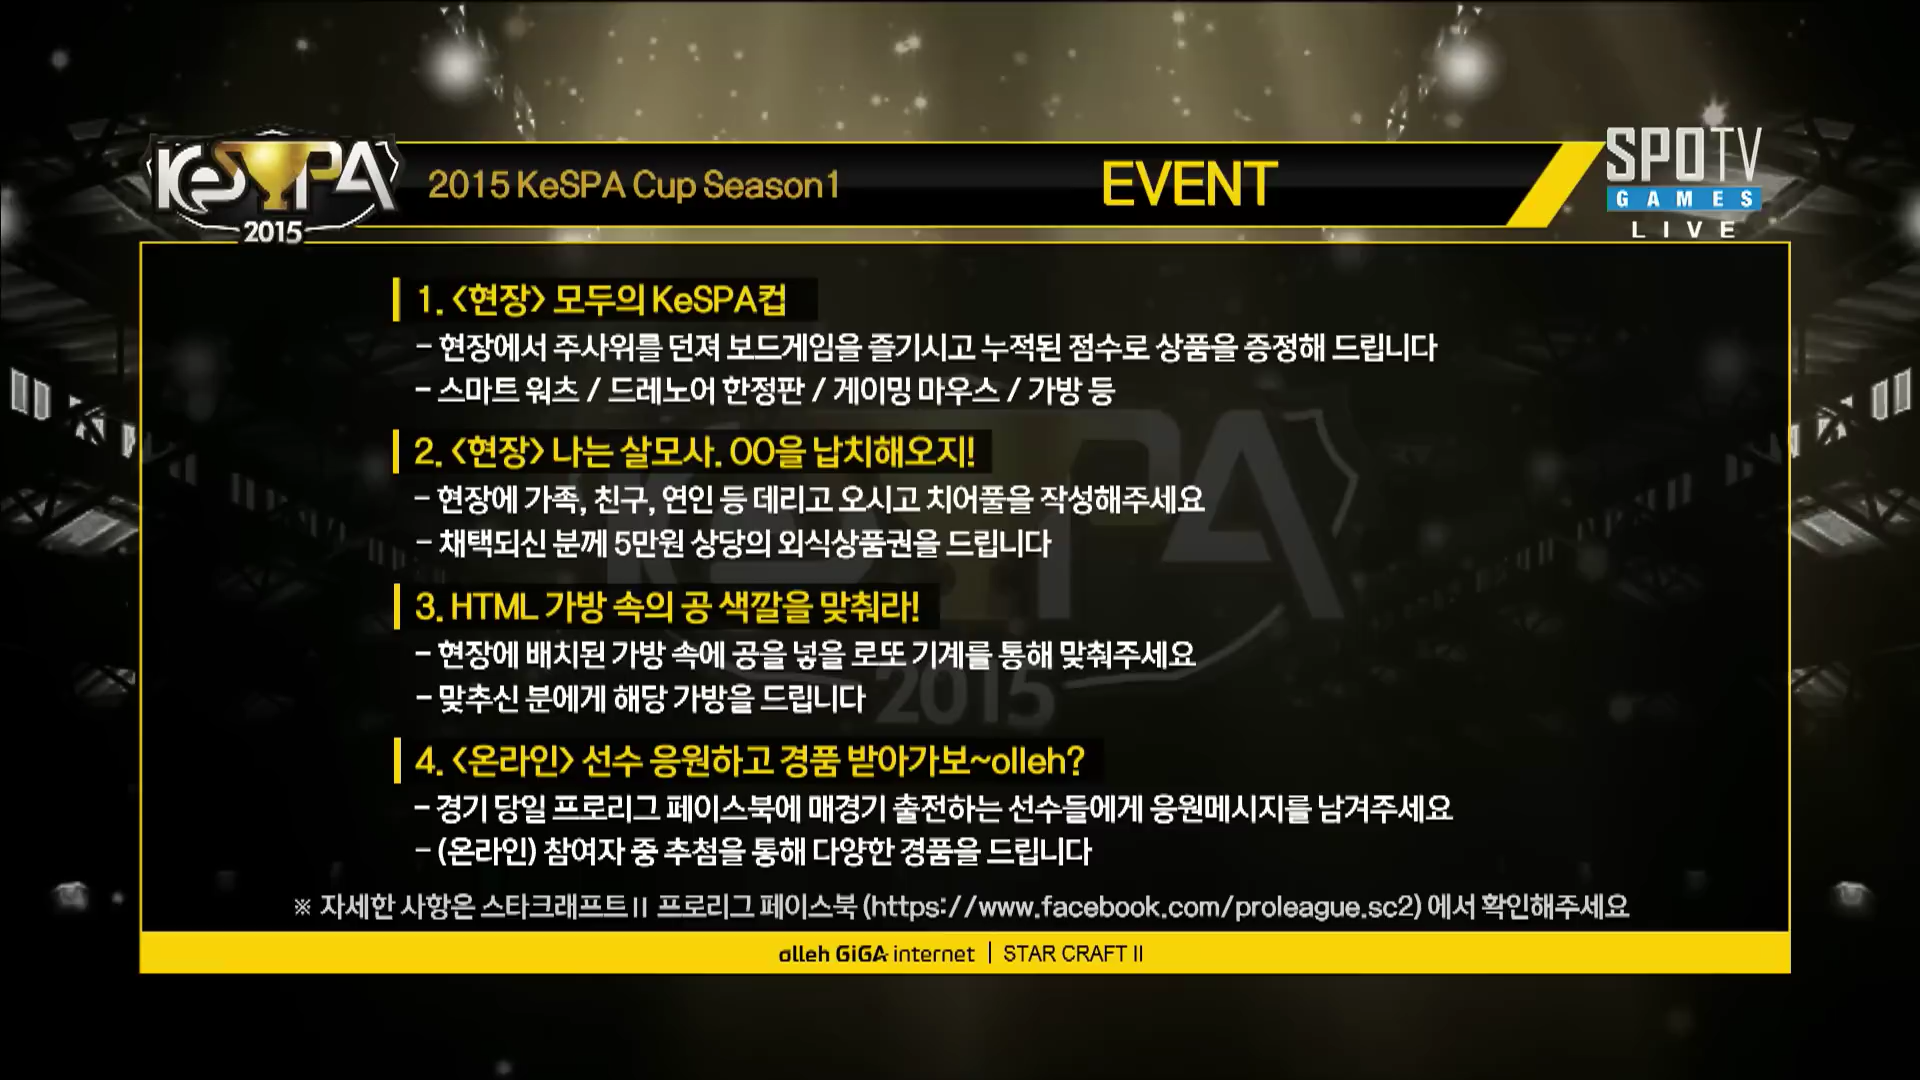 KeSPA
2015
2015 KeSPA Cup Season1
EVENT
SPOTV
GAMES
LIVE
1. <현장> 모두의 KeSPA컵
- 현장에서 주사위를 던져 보드게임을 즐기시고 누적된 점수로 상품을 증정해 드립니다
- 스마트 워츠 / 드레노어 한정판 / 게이밍 마우스 / 가방 등
2. <현장> 나는 살모사. OO을 납치해오지!
- 현장에 가족, 친구, 연인 등 데리고 오시고 치어풀을 작성해주세요
- 채택되신 분께 5만원 상당의 외식상품권을 드립니다
3. HTML 가방 속의 공 색깔을 맞춰라!
- 현장에 배치된 가방 속에 공을 넣을 로또 기계를 통해 맞춰주세요
- 맞추신 분에게 해당 가방을 드립니다
4. <온라인> 선수 응원하고 경품 받아가보~olleh?
- 경기 당일 프로리그 페이스북에 매경기 출전하는 선수들에게 응원메시지를 남겨주세요
- (온라인) 참여자 중 추첨을 통해 다양한 경품을 드립니다
※ 자세한 사항은 스타크래프트II 프로리그 페이스북 (https://www.facebook.com/proleague.sc2) 에서 확인해주세요
olleh GiGA internet | STAR CRAFT II